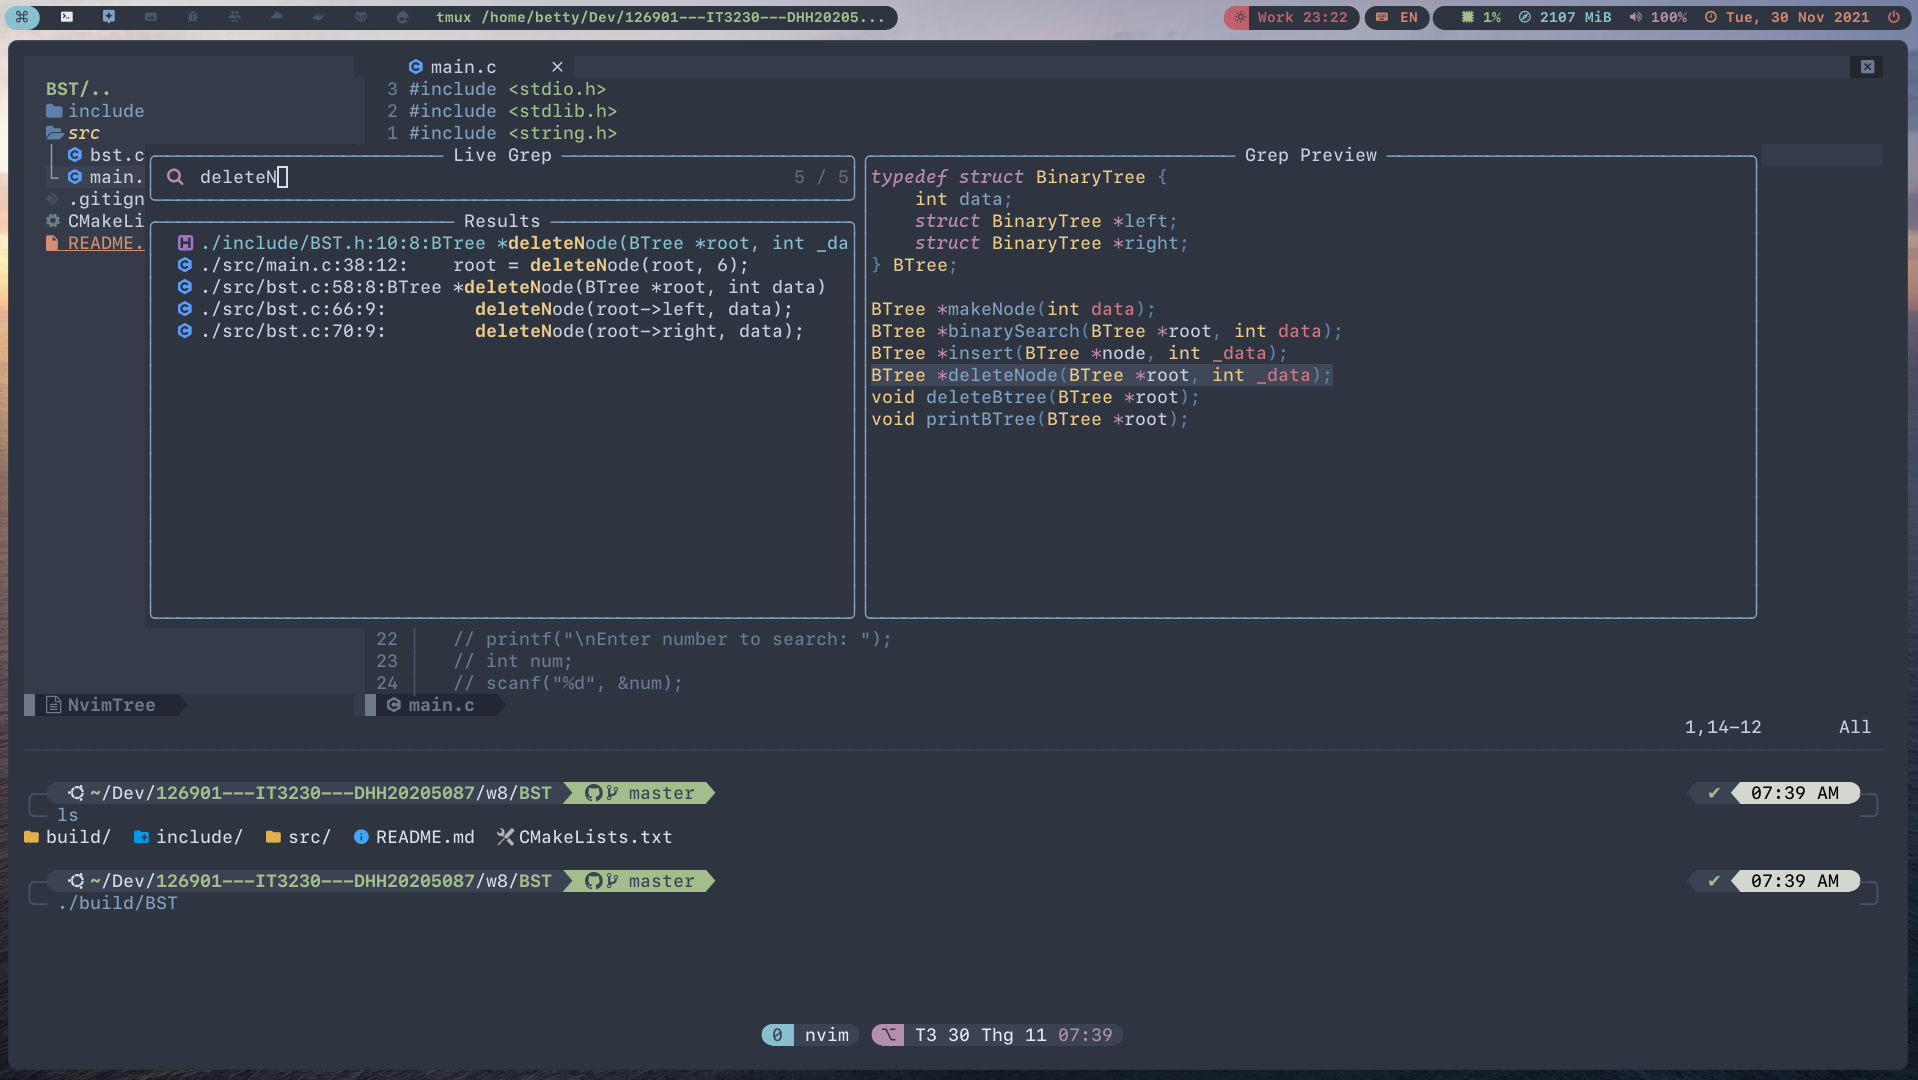 tmux /home/betty/Dev/126901---IT3230---DHH20205...
Work 23:22
EN
1%
2107 MiB
100%
Tue, 30 Nov 2021
main.c
BST/..
include
src
bst.c
main.
.gitign
CMakeLi
README.
3 #include <stdio.h>
2 #include <stdlib.h>
1 #include <string.h>
Live Grep
deleteN
5 / 5
Results
./include/BST.h:10:8:BTree *deleteNode(BTree *root, int _da
./src/main.c:38:12:    root = deleteNode(root, 6);
./src/bst.c:58:8:BTree *deleteNode(BTree *root, int data)
./src/bst.c:66:9:        deleteNode(root->left, data);
./src/bst.c:70:9:        deleteNode(root->right, data);
Grep Preview
typedef struct BinaryTree {
    int data;
    struct BinaryTree *left;
    struct BinaryTree *right;
} BTree;
BTree *makeNode(int data);
BTree *binarySearch(BTree *root, int data);
BTree *insert(BTree *node, int _data);
BTree *deleteNode(BTree *root, int _data);
void deleteBtree(BTree *root);
void printBTree(BTree *root);
22    // printf("\nEnter number to search: ");
23    // int num;
24    // scanf("%d", &num);
NvimTree
main.c
1,14-12
All
~/Dev/126901---IT3230---DHH20205087/w8/BST
master
✔
07:39 AM
ls
build/  include/  src/  README.md  CMakeLists.txt
~/Dev/126901---IT3230---DHH20205087/w8/BST
master
✔
07:39 AM
./build/BST
0 nvim
T3 30 Thg 11 07:39